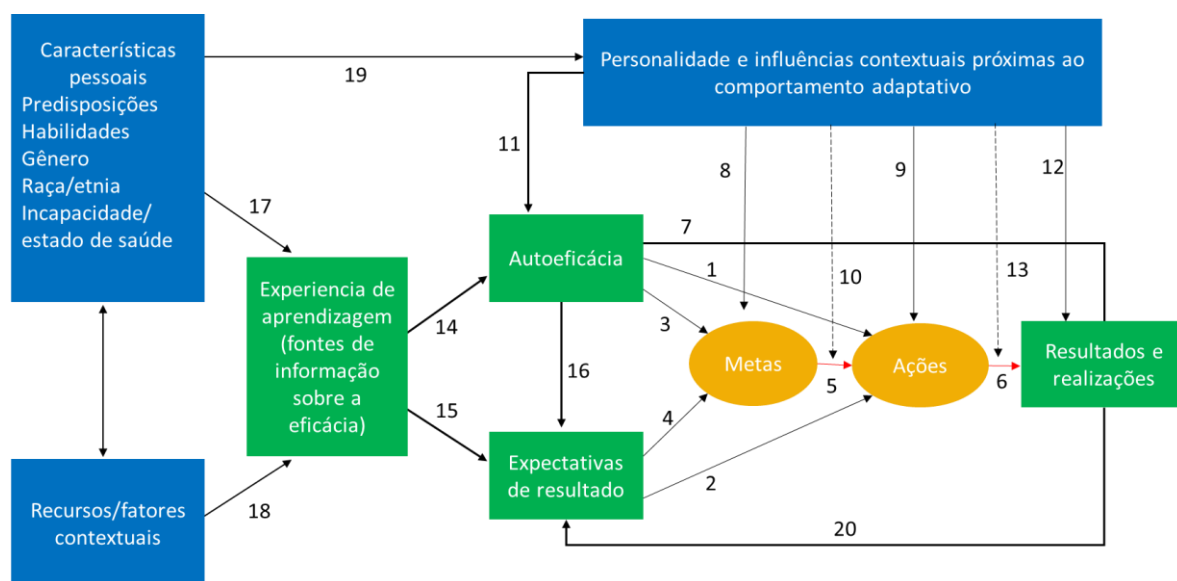 Características
pessoais
Predisposições
Habilidades
Gênero
Raça/etnia
Incapacidade/
estado de saúde
19
Personalidade e influências contextuais próximas ao
comportamento adaptativo
11
8
9
12
17
7
Autoeficácia
1
10
13
Experiencia de
aprendizagem
(fontes de
informação
sobre a
eficácia)
14
3
Metas
Ações
Resultados e
realizações
16
5
6
15
4
Expectativas
de resultado
2
Recursos/fatores
contextuais
18
20